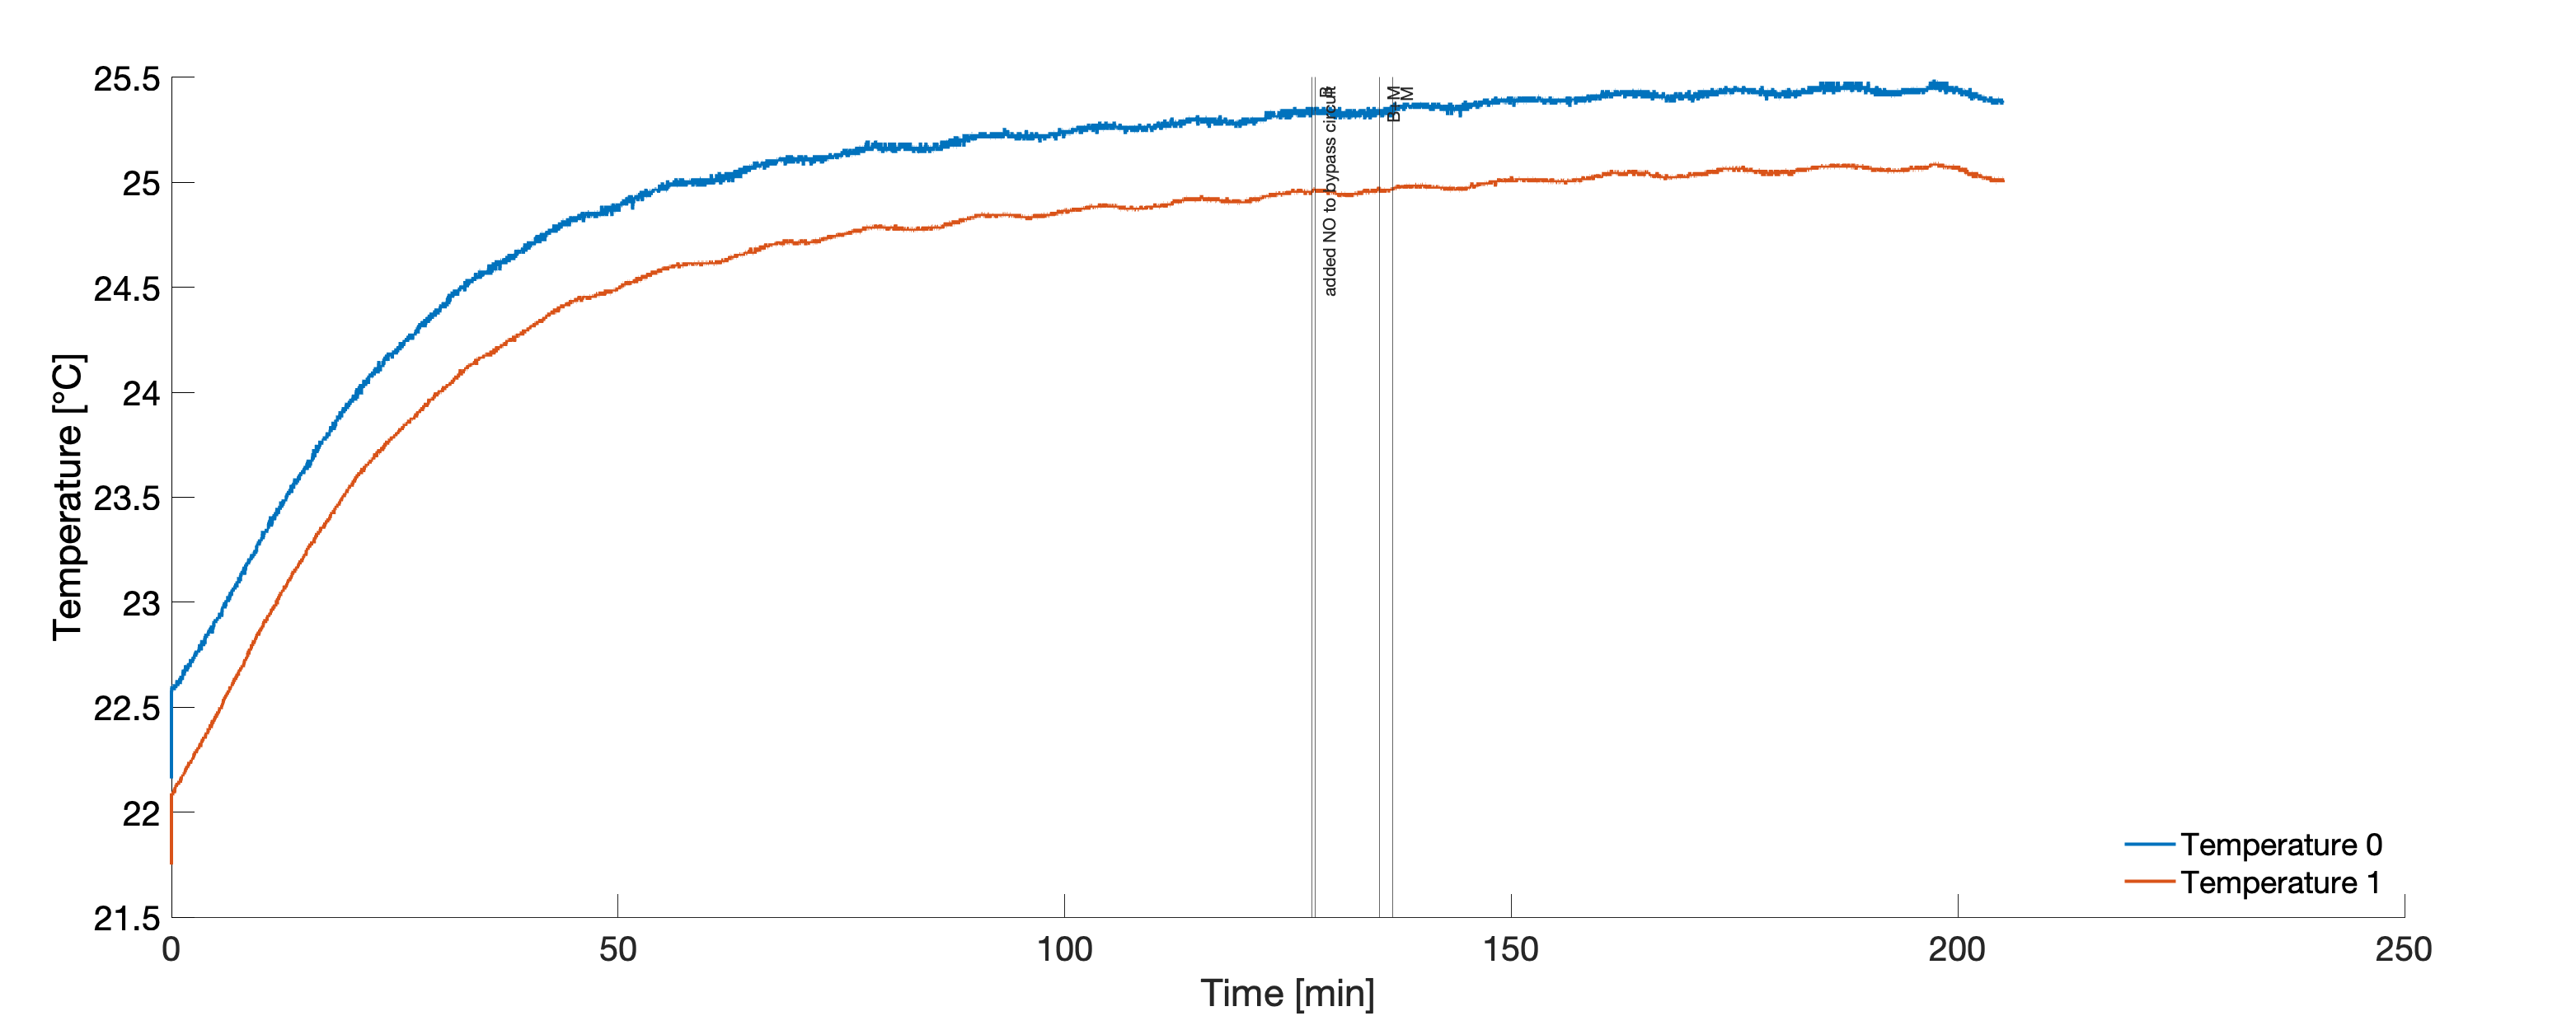 25.5
25
24.5
24
23.5
23
22.5
22
21.5
Temperature [°C]
0
50
100
150
200
250
Time [min]
B
added NO to bypass circuit
B+M
M
Temperature 0
Temperature 1